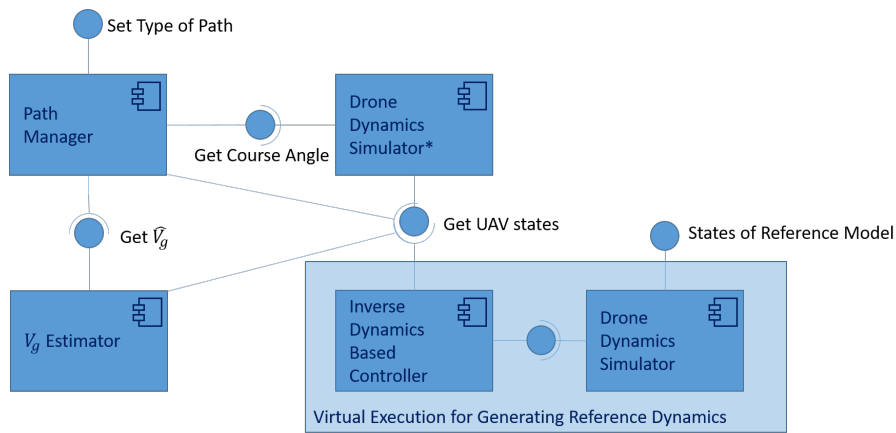 Set Type of Path
Path
Manager
Drone
Dynamics
Simulator*
Get Course Angle
Get V̂g
Get UAV states
States of Reference Model
Vg Estimator
Inverse
Dynamics
Based
Controller
Drone
Dynamics
Simulator
Virtual Execution for Generating Reference Dynamics